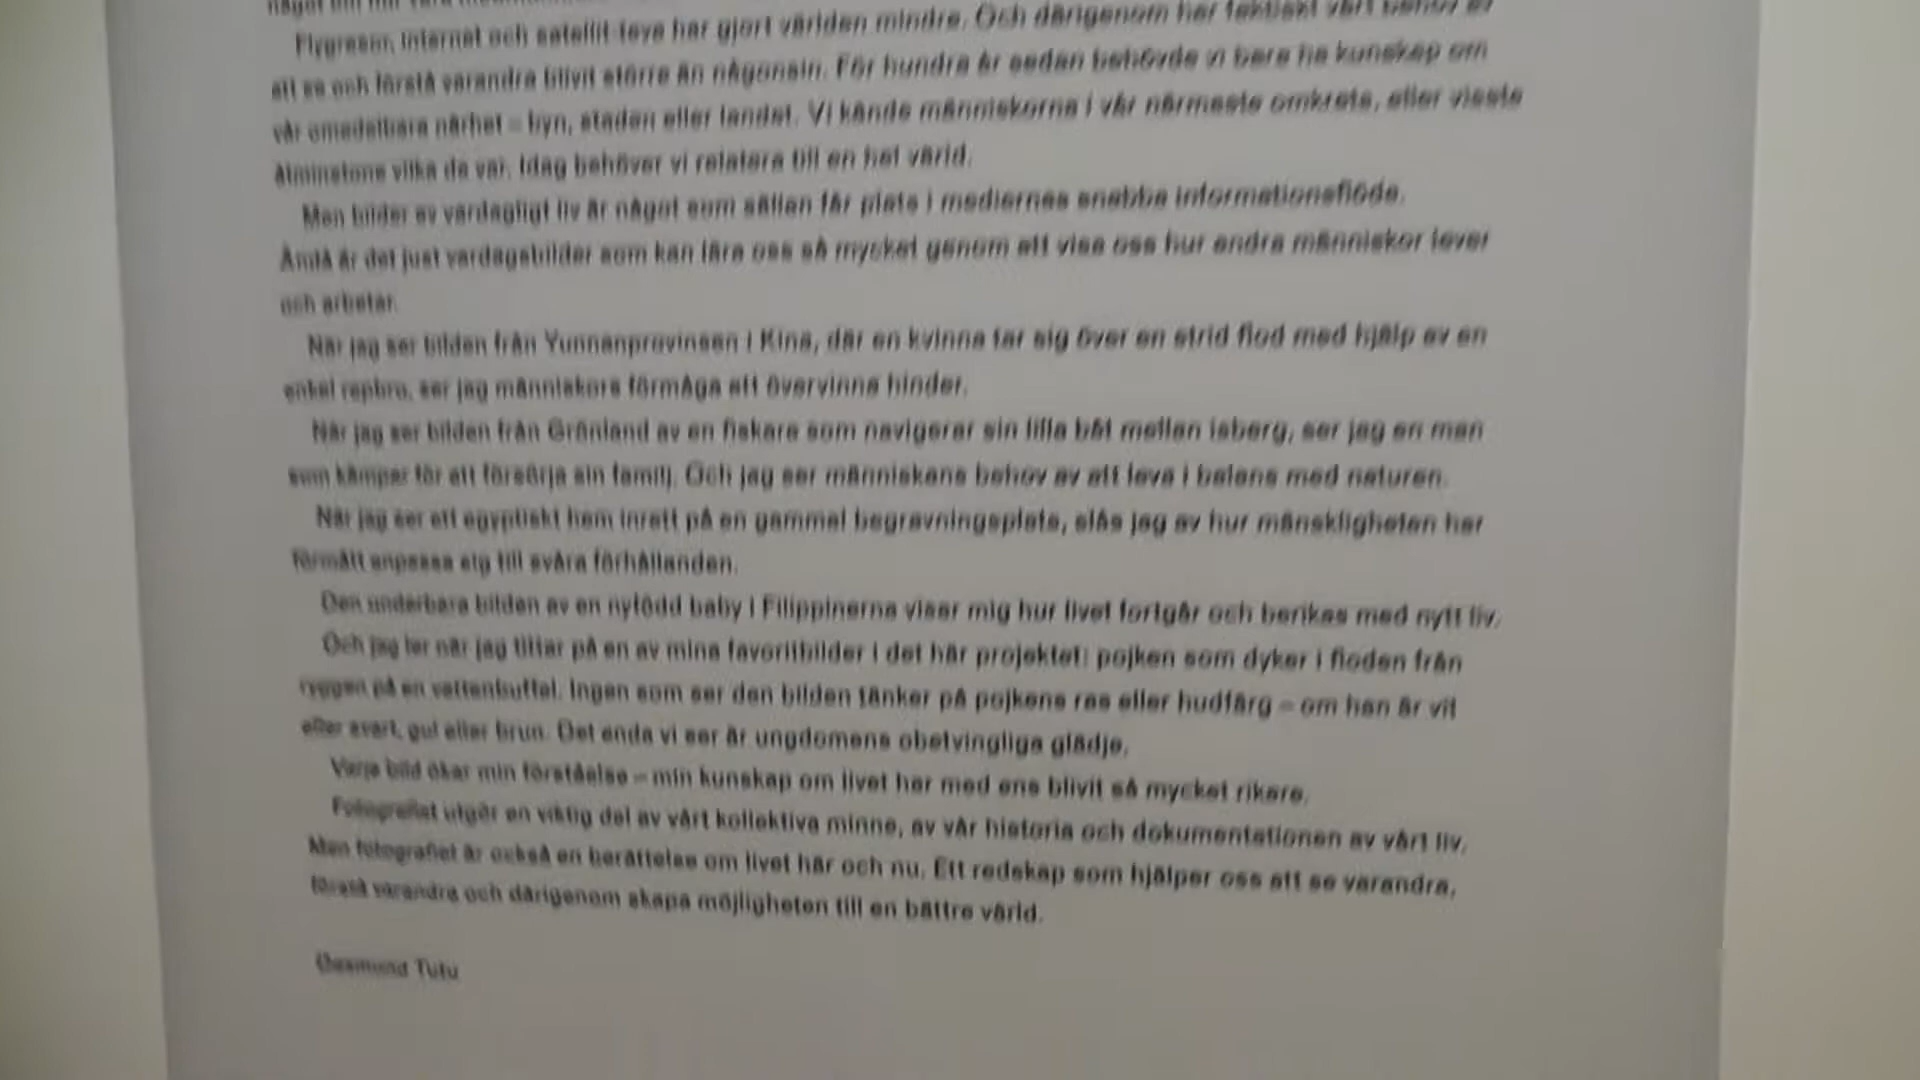 Flygresor, internet och satellit-teve har gjort världen mindre. Och därigenom har faktiskt vårt behov av
att se och förstå varandra blivit större än någonsin. För hundra år sedan behövde vi bara ha kunskap om
vår omedelbara närhet – byn, staden eller landet. Vi kände människorna i vår närmaste omkrets, eller visste
åtminstone vilka de var. Idag behöver vi relatera till en hel värld.
Men bilder av vardagligt liv är något som sällan får plats i mediernas snabba informationsflöde.
Ändå är det just vardagsbilder som kan lära oss så mycket genom att visa oss hur andra människor lever
och arbetar.
När jag ser bilden från Yunnanprovinsen i Kina, där en kvinna tar sig över en strid flod med hjälp av en
enkel repbro, ser jag människors förmåga att övervinna hinder.
När jag ser bilden från Grönland av en fiskare som navigerar sin lilla båt mellan isberg, ser jag en man
som kämpar för att försörja sin familj. Och jag ser människans behov av att leva i balans med naturen.
När jag ser ett egyptiskt hem inrett på en gammal begravningsplats, slås jag av hur mänskligheten har
förmått anpassa sig till svåra förhållanden.
Den underbara bilden av en nyfödd baby i Filippinerna visar mig hur livet fortgår och berikas med nytt liv.
Och jag ler när jag tittar på en av mina favoritbilder i det här projektet: pojken som dyker i floden från
ryggen på en vattenbuffel. Ingen som ser den bilden tänker på pojkens ras eller hudfärg – om han är vit
eller svart, gul eller brun. Det enda vi ser är ungdomens obetvingliga glädje.
Varje bild ökar min förståelse – min kunskap om livet har med ens blivit så mycket rikare.
Fotografiet utgör en viktig del av vårt kollektiva minne, av vår historia och dokumentationen av vårt liv.
Men fotografiet är också en berättelse om livet här och nu. Ett redskap som hjälper oss att se varandra,
förstå varandra och därigenom skapa möjligheten till en bättre värld.
Desmund Tutu